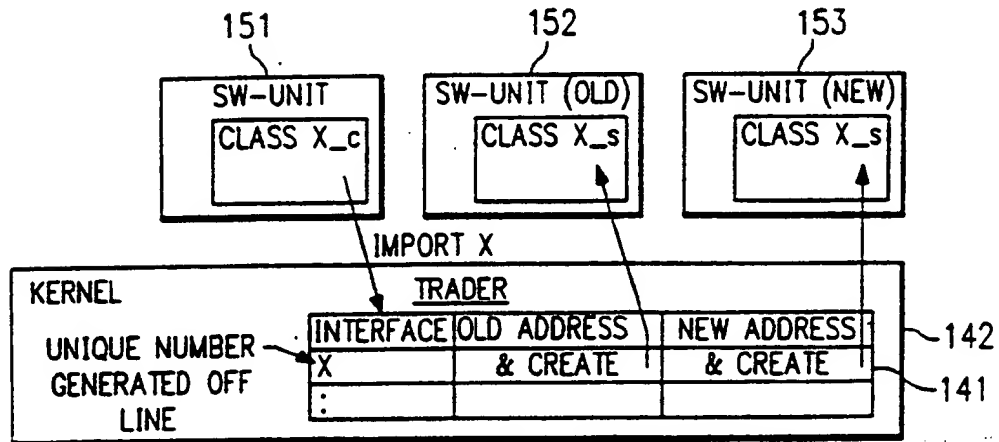 151
152
153
SW-UNIT
CLASS X_c
SW-UNIT (OLD)
CLASS X_s
SW-UNIT (NEW)
CLASS X_s
IMPORT X
KERNEL
TRADER
INTERFACE OLD ADDRESS NEW ADDRESS
X & CREATE & CREATE
:
UNIQUE NUMBER
GENERATED OFF
LINE
142
141